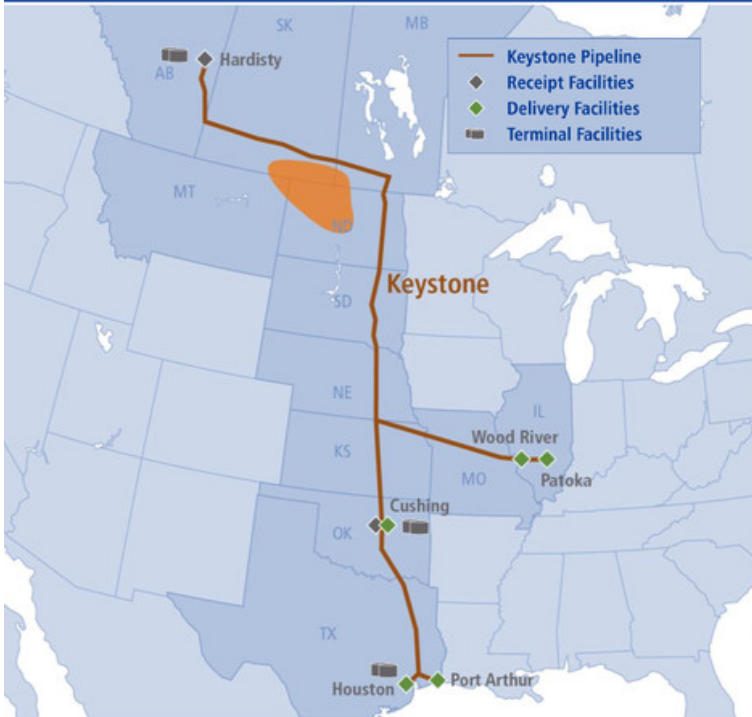 SK
MB
AB
Hardisty
Keystone Pipeline
Receipt Facilities
Delivery Facilities
Terminal Facilities
MT
ND
Keystone
SD
NE
IL
Wood River
KS
MO
Patoka
Cushing
OK
TX
Houston
Port Arthur